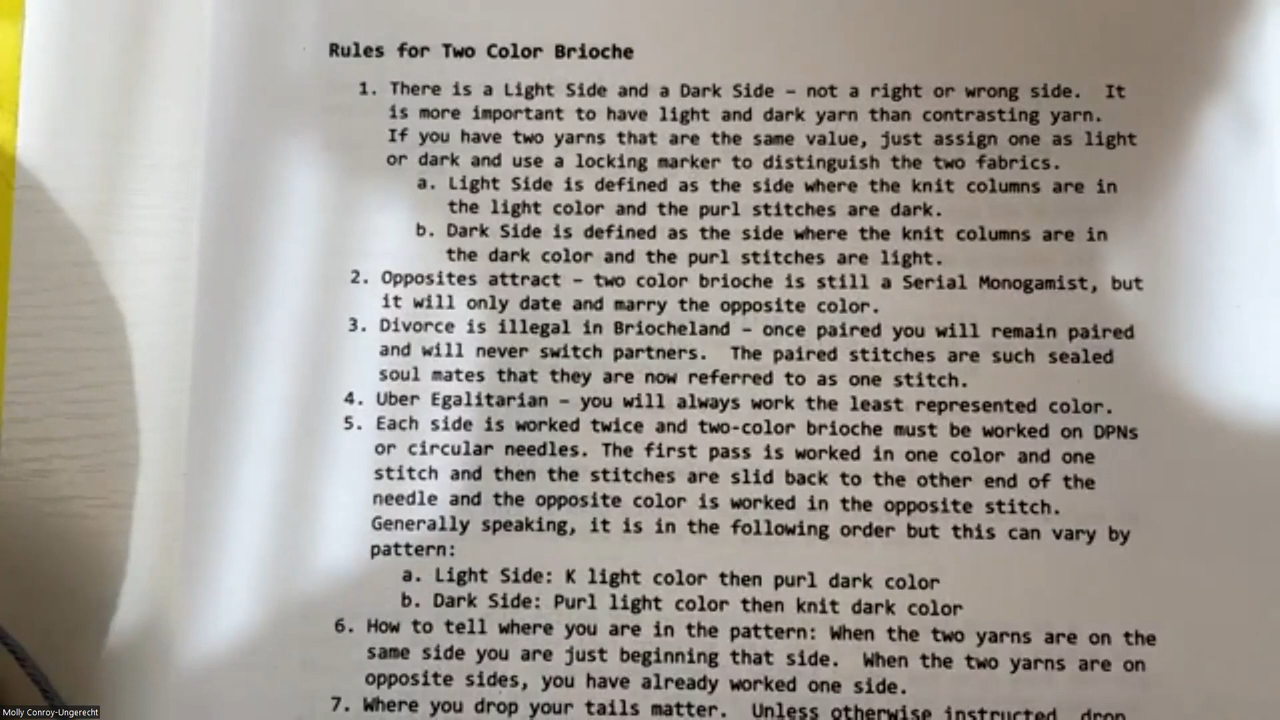 Rules for Two Color Brioche
1. There is a Light Side and a Dark Side – not a right or wrong side. It
is more important to have light and dark yarn than contrasting yarn.
If you have two yarns that are the same value, just assign one as light
or dark and use a locking marker to distinguish the two fabrics.
a. Light Side is defined as the side where the knit columns are in
the light color and the purl stitches are dark.
b. Dark Side is defined as the side where the knit columns are in
the dark color and the purl stitches are light.
2. Opposites attract – two color brioche is still a Serial Monogamist, but
it will only date and marry the opposite color.
3. Divorce is illegal in Briocheland – once paired you will remain paired
and will never switch partners. The paired stitches are such sealed
soul mates that they are now referred to as one stitch.
4. Uber Egalitarian – you will always work the least represented color.
5. Each side is worked twice and two-color brioche must be worked on DPNs
or circular needles. The first pass is worked in one color and one
stitch and then the stitches are slid back to the other end of the
needle and the opposite color is worked in the opposite stitch.
Generally speaking, it is in the following order but this can vary by
pattern:
a. Light Side: K light color then purl dark color
b. Dark Side: Purl light color then knit dark color
6. How to tell where you are in the pattern: When the two yarns are on the
same side you are just beginning that side. When the two yarns are on
opposite sides, you have already worked one side.
7. Where you drop your tails matter. Unless otherwise instructed, drop
Molly Conroy-Ungerecht